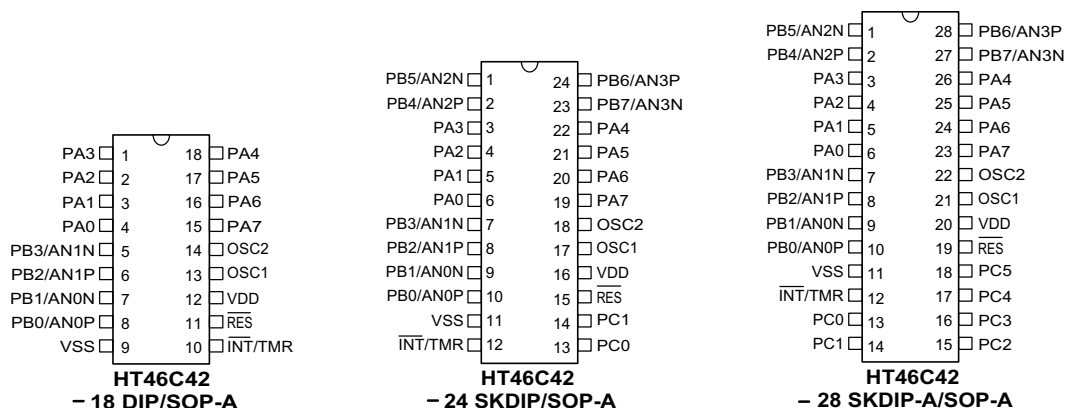 PA3 1 18 PA4
PA2 2 17 PA5
PA1 3 16 PA6
PA0 4 15 PA7
PB3/AN1N 5 14 OSC2
PB2/AN1P 6 13 OSC1
PB1/AN0N 7 12 VDD
PB0/AN0P 8 11 RES
VSS 9 10 INT/TMR
HT46C42
– 18 DIP/SOP-A
PB5/AN2N 1 24 PB6/AN3P
PB4/AN2P 2 23 PB7/AN3N
PA3 3 22 PA4
PA2 4 21 PA5
PA1 5 20 PA6
PA0 6 19 PA7
PB3/AN1N 7 18 OSC2
PB2/AN1P 8 17 OSC1
PB1/AN0N 9 16 VDD
PB0/AN0P 10 15 RES
VSS 11 14 PC1
INT/TMR 12 13 PC0
HT46C42
– 24 SKDIP/SOP-A
PB5/AN2N 1 28 PB6/AN3P
PB4/AN2P 2 27 PB7/AN3N
PA3 3 26 PA4
PA2 4 25 PA5
PA1 5 24 PA6
PA0 6 23 PA7
PB3/AN1N 7 22 OSC2
PB2/AN1P 8 21 OSC1
PB1/AN0N 9 20 VDD
PB0/AN0P 10 19 RES
VSS 11 18 PC5
INT/TMR 12 17 PC4
PC0 13 16 PC3
PC1 14 15 PC2
HT46C42
– 28 SKDIP-A/SOP-A